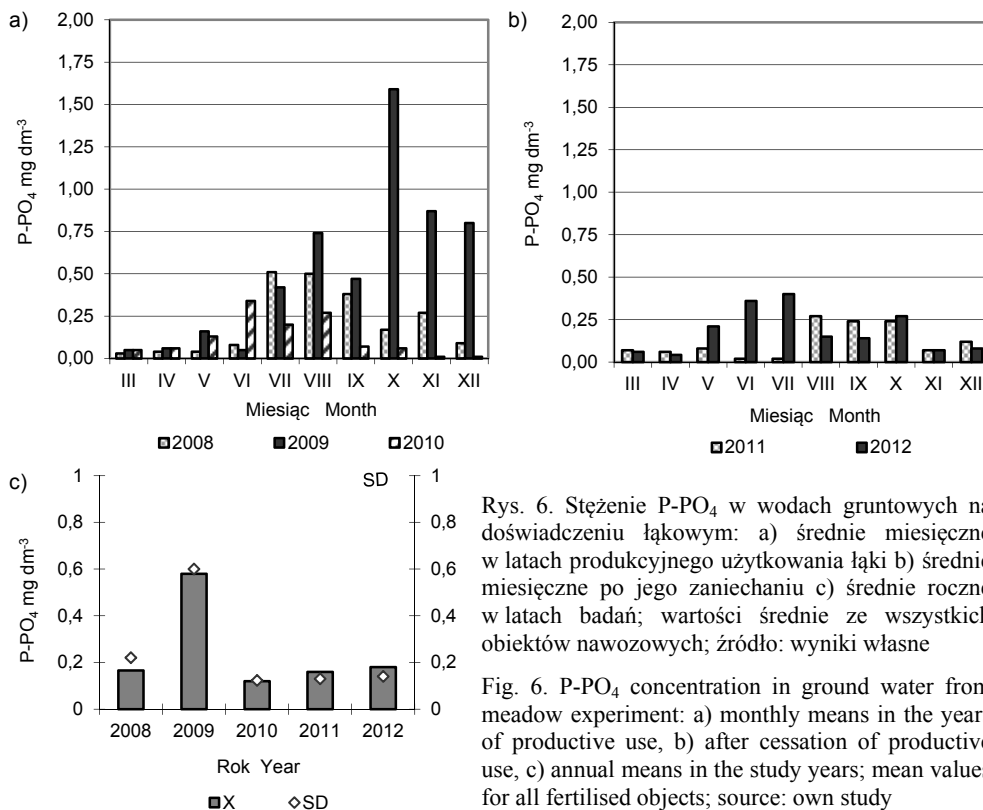 a)
P-PO₄ mg dm⁻³
2,00
1,75
1,50
1,25
1,00
0,75
0,50
0,25
0,00
III IV V VI VII VIII IX X XI XII
Miesiąc Month
2008 2009 2010
b)
P-PO₄ mg dm⁻³
2,00
1,75
1,50
1,25
1,00
0,75
0,50
0,25
0,00
III IV V VI VII VIII IX X XI XII
Miesiąc Month
2011 2012
c)
SD
P-PO₄ mg dm⁻³
1
0,8
0,6
0,4
0,2
0
1
0,8
0,6
0,4
0,2
0
2008 2009 2010 2011 2012
Rok Year
X SD
Rys. 6. Stężenie P-PO₄ w wodach gruntowych na
doświadczeniu łąkowym: a) średnie miesięczne
w latach produkcyjnego użytkowania łąki b) średnie
miesięczne po jego zaniechaniu c) średnie roczne
w latach badań; wartości średnie ze wszystkich
obiektów nawozowych; źródło: wyniki własne
Fig. 6. P-PO₄ concentration in ground water from
meadow experiment: a) monthly means in the year
of productive use, b) after cessation of productive
use, c) annual means in the study years; mean values
for all fertilised objects; source: own study